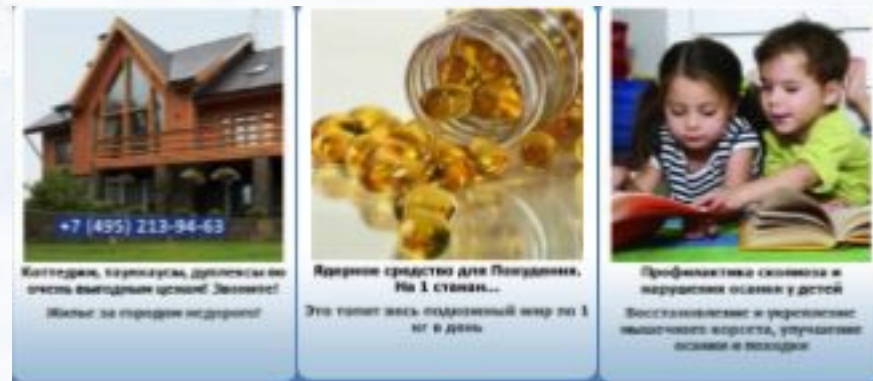 +7 (495) 213-94-63
Коттеджи, таунхаусы, дуплексы по
очень выгодным ценам! Звоните!
Жилье за городом недорого!
Ядерное средство для Похудения.
На 1 стакан...
Это топит весь подкожный жир по 1
кг в день
Профилактика сколиоза и
нарушения осанки у детей
Восстановление и укрепление
мышечного корсета, улучшение
осанки и походки